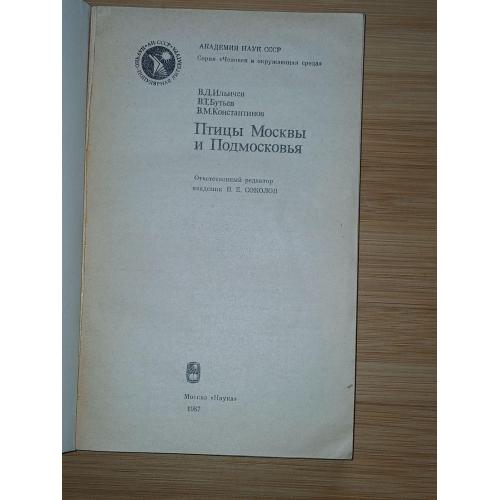 АКАДЕМИЯ НАУК СССР
Серия «Человек и окружающая среда»
В.Д.Ильичев
В.Т.Бутьев
В.М.Константинов
Птицы Москвы
и Подмосковья
Ответственный редактор
академик В. Е. СОКОЛОВ
Москва «Наука»
1987